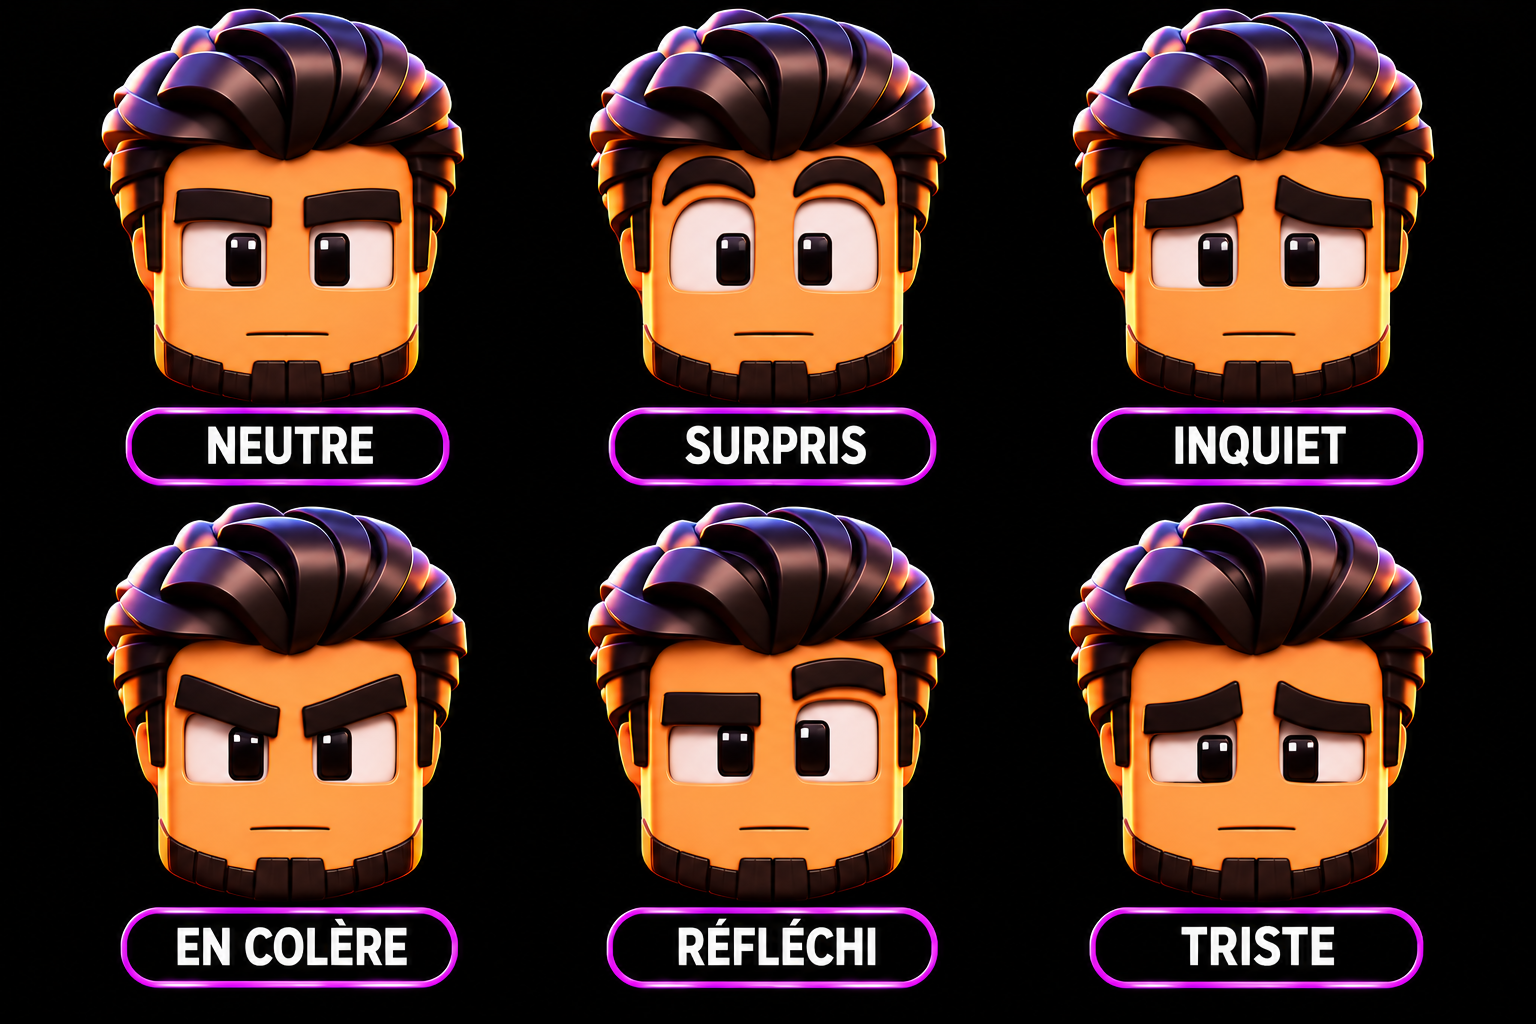 NEUTRE
SURPRIS
INQUIET
EN COLÈRE
RÉFLÉCHI
TRISTE